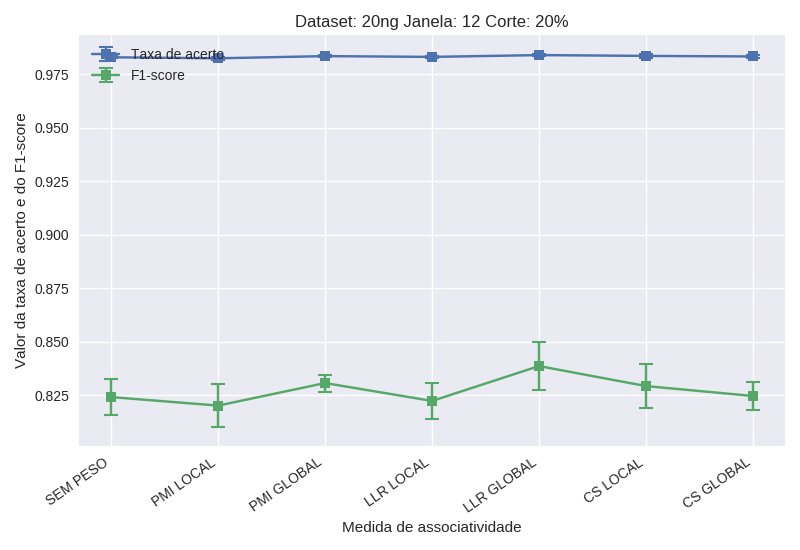 Dataset: 20ng Janela: 12 Corte: 20%
Taxa de acerto
F1-score
Valor da taxa de acerto e do F1-score
0.975
0.950
0.925
0.900
0.875
0.850
0.825
SEM PESO
PMI LOCAL
PMI GLOBAL
LLR LOCAL
LLR GLOBAL
CS LOCAL
CS GLOBAL
Medida de associatividade